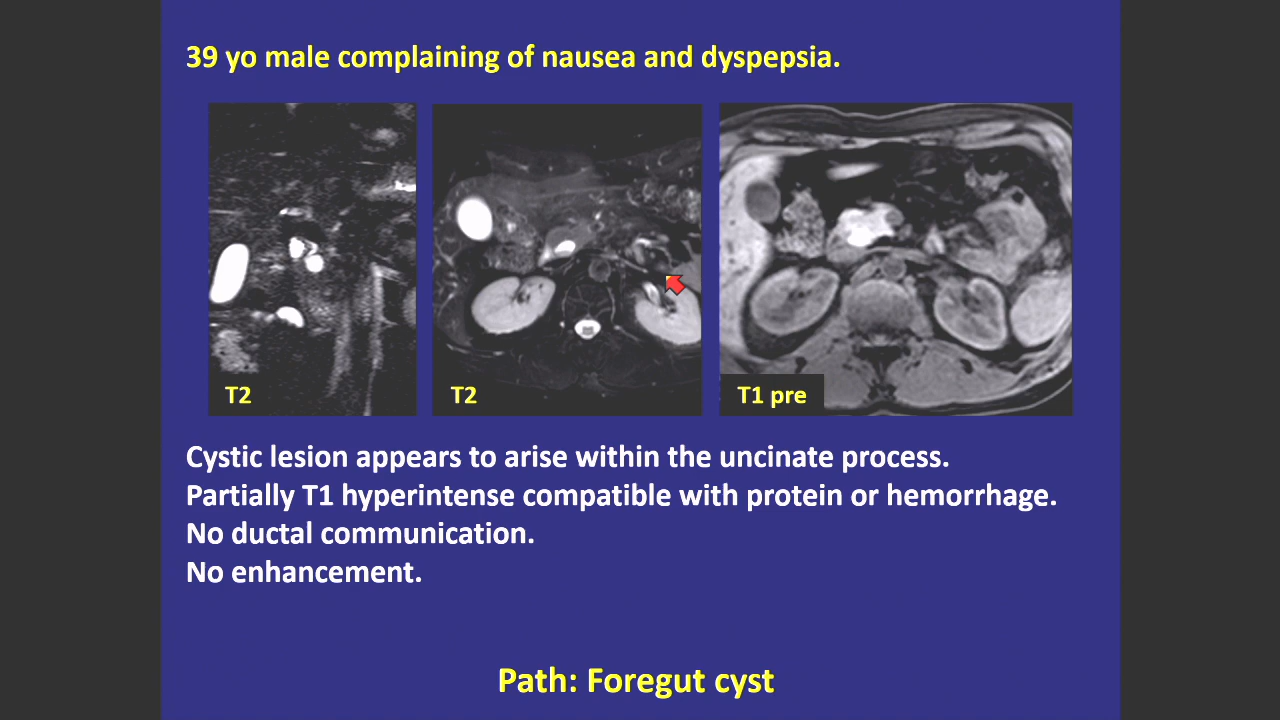 39 yo male complaining of nausea and dyspepsia.
T2
T2
T1 pre
Cystic lesion appears to arise within the uncinate process.
Partially T1 hyperintense compatible with protein or hemorrhage.
No ductal communication.
No enhancement.
Path: Foregut cyst